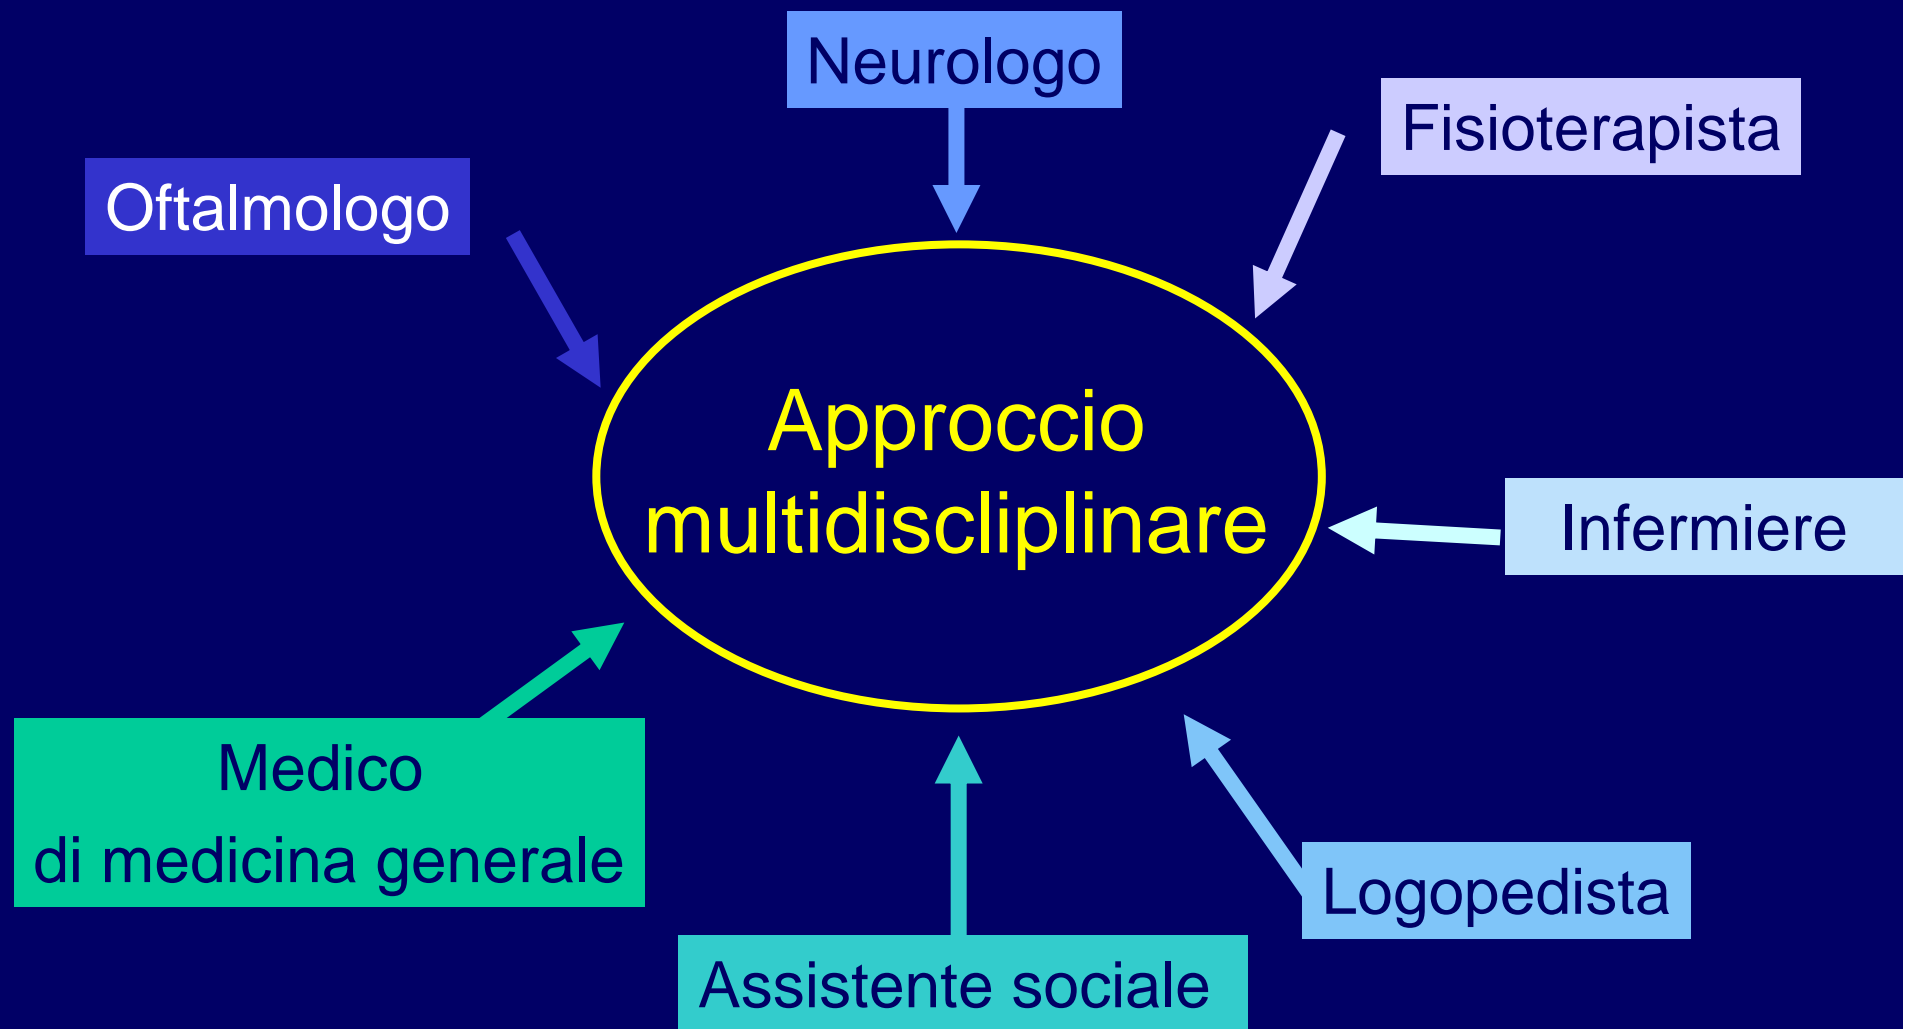 Neurologo
Fisioterapista
Oftalmologo
Approccio
multidiscliplinare
Infermiere
Medico
di medicina generale
Logopedista
Assistente sociale